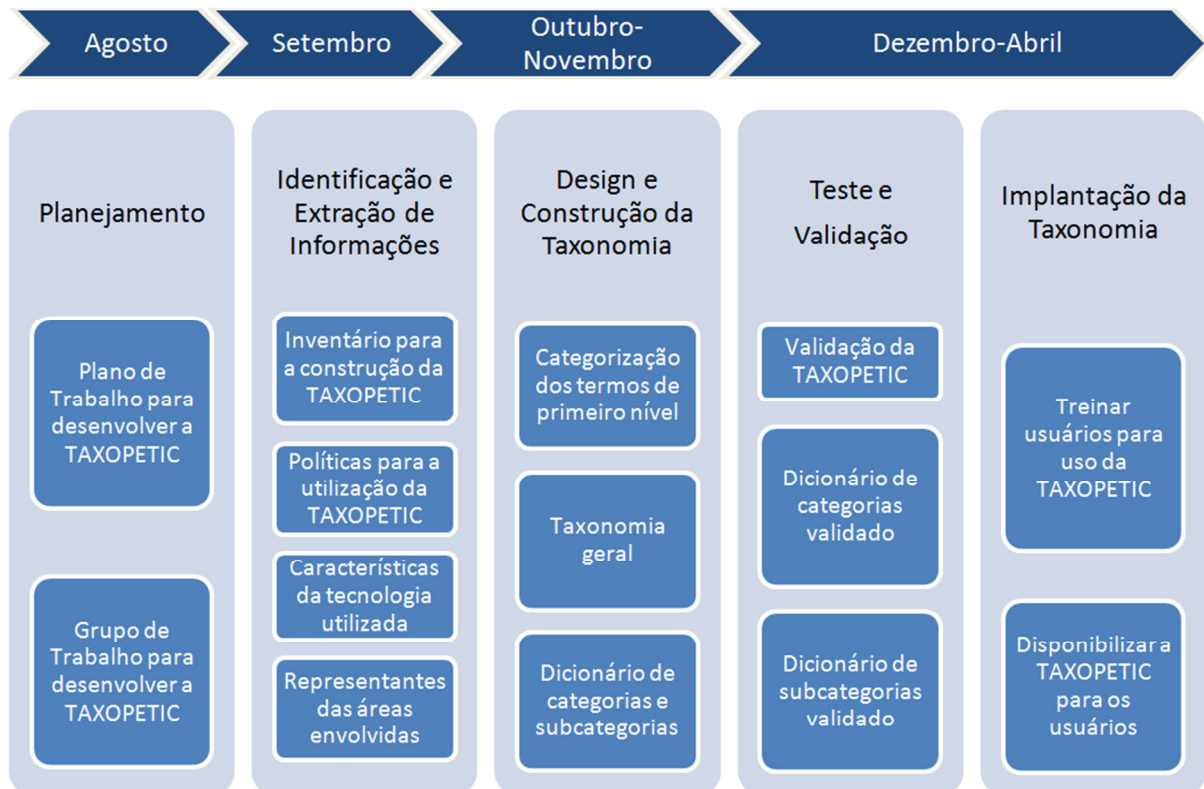 Agosto
Setembro
Outubro-
Novembro
Dezembro-Abril
Planejamento
Plano de
Trabalho para
desenvolver a
TAXOPETIC
Grupo de
Trabalho para
desenvolver a
TAXOPETIC
Identificação e
Extração de
Informações
Inventário para
a construção da
TAXOPETIC
Políticas para a
utilização da
TAXOPETIC
Características
da tecnologia
utilizada
Representantes
das áreas
envolvidas
Design e
Construção da
Taxonomia
Categorização
dos termos de
primeiro nível
Taxonomia
geral
Dicionário de
categorias e
subcategorias
Teste e
Validação
Validação da
TAXOPETIC
Dicionário de
categorias
validado
Dicionário de
subcategorias
validado
Implantação da
Taxonomia
Treinar
usuários para
uso da
TAXOPETIC
Disponibilizar a
TAXOPETIC
para os
usuários